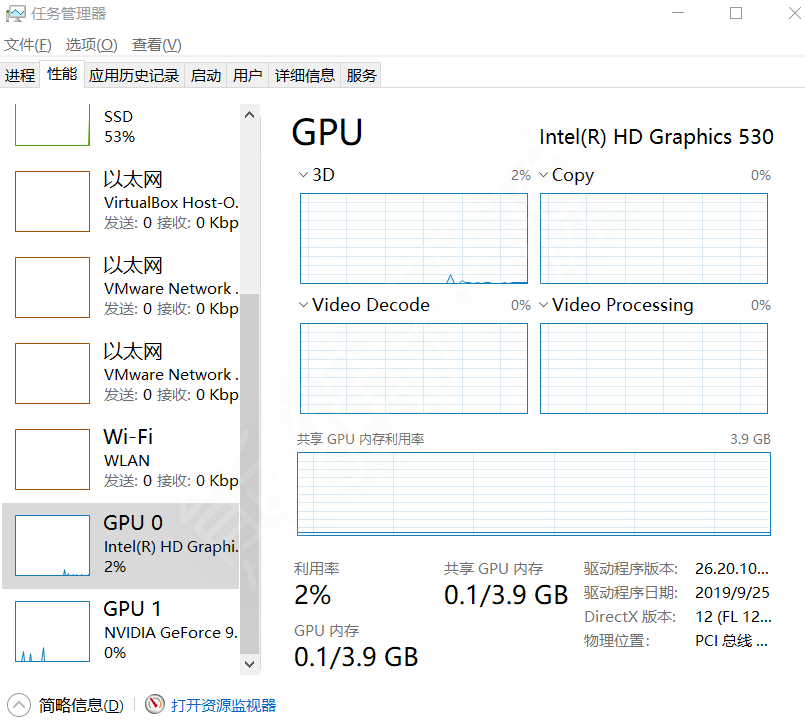 任务管理器
文件(F) 选项(O) 查看(V)
进程 性能 应用历史记录 启动 用户 详细信息 服务
SSD
53%
以太网
VirtualBox Host-O.
发送: 0 接收: 0 Kbp
以太网
VMware Network .
发送: 0 接收: 0 Kbp
以太网
VMware Network .
发送: 0 接收: 0 Kbp
Wi-Fi
WLAN
发送: 0 接收: 0 Kbp
GPU 0
Intel(R) HD Graphi.
2%
GPU 1
NVIDIA GeForce 9.
0%
GPU Intel(R) HD Graphics 530
3D 2% Copy 0%
Video Decode 0% Video Processing 0%
共享 GPU 内存利用率 3.9 GB
利用率
2%
共享 GPU 内存
0.1/3.9 GB
GPU 内存
0.1/3.9 GB
驱动程序版本: 26.20.10...
驱动程序日期: 2019/9/25
DirectX 版本: 12 (FL 12...
物理位置: PCI 总线 ...
简略信息(D) 打开资源监视器